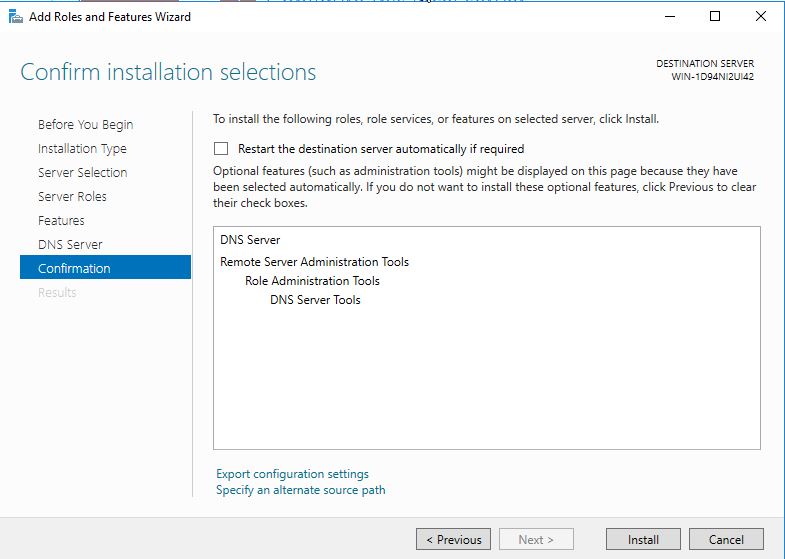 Add Roles and Features Wizard
Confirm installation selections
DESTINATION SERVER
WIN-1D94NI2UI42
Before You Begin
Installation Type
Server Selection
Server Roles
Features
DNS Server
Confirmation
Results
To install the following roles, role services, or features on selected server, click Install.
Restart the destination server automatically if required
Optional features (such as administration tools) might be displayed on this page because they have
been selected automatically. If you do not want to install these optional features, click Previous to clear
their check boxes.
DNS Server
Remote Server Administration Tools
Role Administration Tools
DNS Server Tools
Export configuration settings
Specify an alternate source path
< Previous
Next >
Install
Cancel